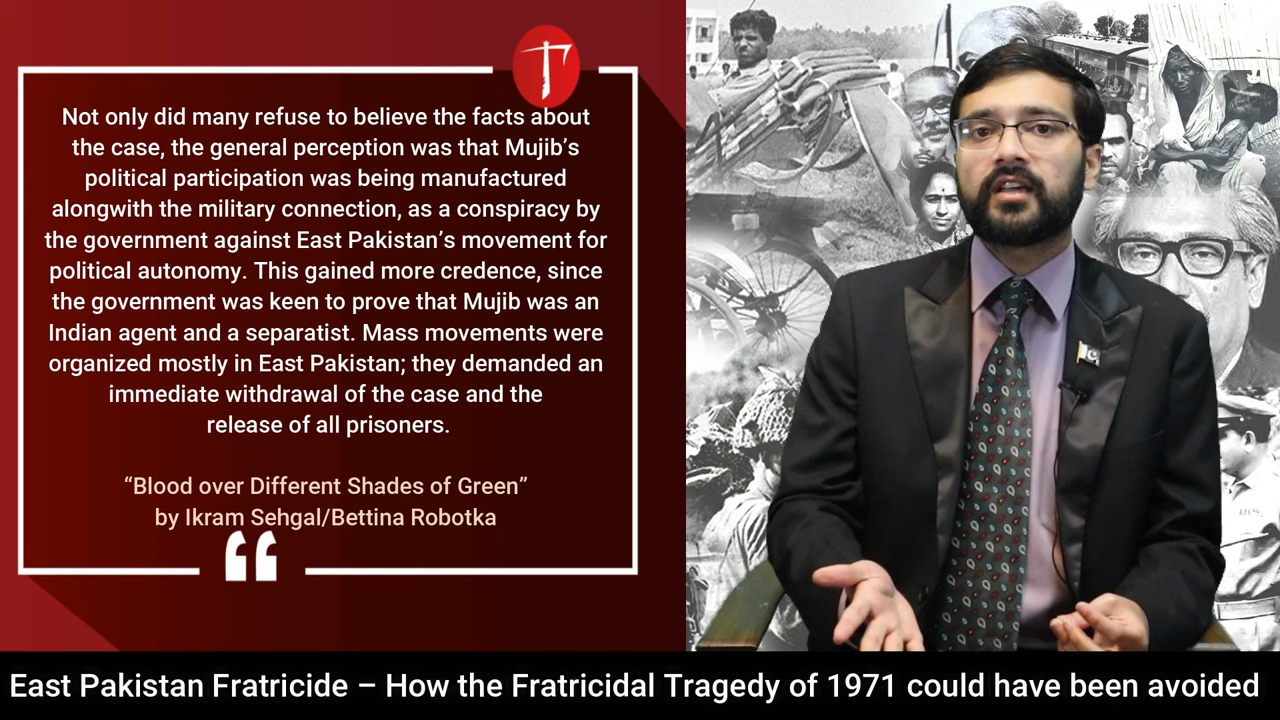 Not only did many refuse to believe the facts about
the case, the general perception was that Mujib’s
political participation was being manufactured
alongwith the military connection, as a conspiracy by
the government against East Pakistan’s movement for
political autonomy. This gained more credence, since
the government was keen to prove that Mujib was an
Indian agent and a separatist. Mass movements were
organized mostly in East Pakistan; they demanded an
immediate withdrawal of the case and the
release of all prisoners.
“Blood over Different Shades of Green”
by Ikram Sehgal/Bettina Robotka
East Pakistan Fratricide – How the Fratricidal Tragedy of 1971 could have been avoided